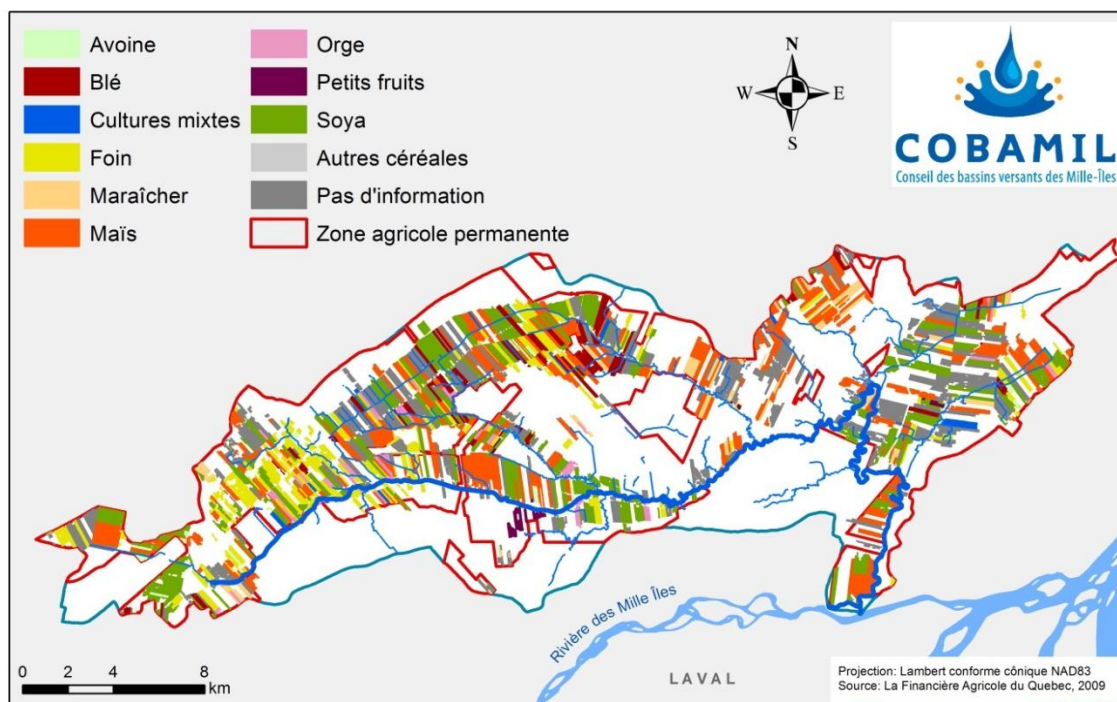 Avoine
Blé
Cultures mixtes
Foin
Maraîcher
Maïs
Orge
Petits fruits
Soya
Autres céréales
Pas d'information
Zone agricole permanente
N
W E
S
COBAMIL
Conseil des bassins versants des Mille-Îles
Rivière des Mille Îles
LAVAL
0 2 4 8
km
Projection: Lambert conforme cônique NAD83
Source: La Financière Agricole du Quebec, 2009